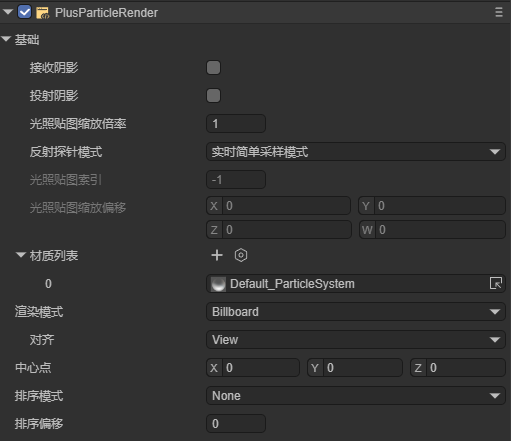 PlusParticleRender
基础
接收阴影
投射阴影
光照贴图缩放倍率 1
反射探针模式 实时简单采样模式
光照贴图索引 -1
光照贴图缩放偏移 X 0 Y 0
Z 0 W 0
材质列表
0 Default_ParticleSystem
渲染模式 Billboard
对齐 View
中心点 X 0 Y 0 Z 0
排序模式 None
排序偏移 0